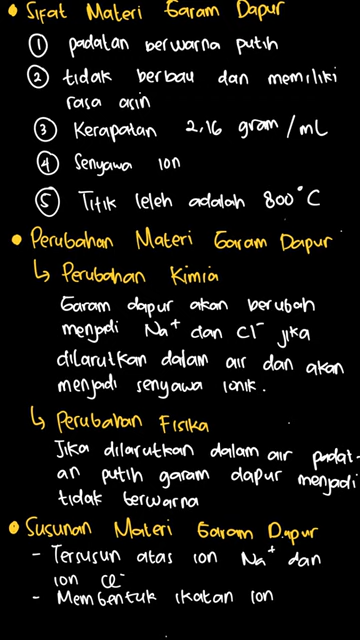 • Sifat Materi Garam Dapur
① padatan berwarna putih
② tidak berbau dan memiliki
rasa asin
③ Kerapatan 2,16 gram/mL
④ Senyawa ion
⑤ Titik leleh adalah 800°C
• Perubahan Materi Garam Dapur
↳ Perubahan Kimia
Garam dapur akan berubah
menjadi Na⁺ dan Cl⁻ jika
dilarutkan dalam air dan akan
menjadi senyawa ionik.
↳ Perubahan Fisika
Jika dilarutkan dalam air padat-
an putih garam dapur menjadi
tidak berwarna
• Susunan Materi Garam Dapur
- Tersusun atas ion Na⁺ dan
ion Cl⁻
- Membentuk ikatan ion